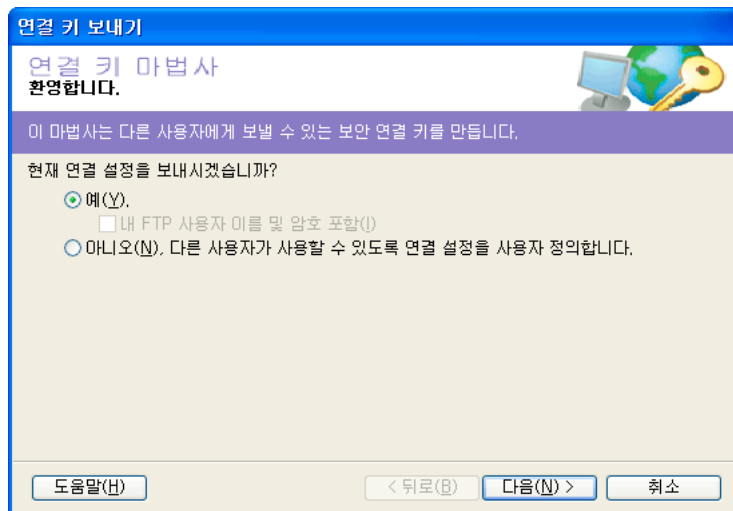 연결 키 보내기
연결 키 마법사
환영합니다.
이 마법사는 다른 사용자에게 보낼 수 있는 보안 연결 키를 만듭니다.
현재 연결 설정을 보내시겠습니까?
예(Y).
내 FTP 사용자 이름 및 암호 포함(I)
아니오(N), 다른 사용자가 사용할 수 있도록 연결 설정을 사용자 정의합니다.
도움말(H) < 뒤로(B) 다음(N) > 취소